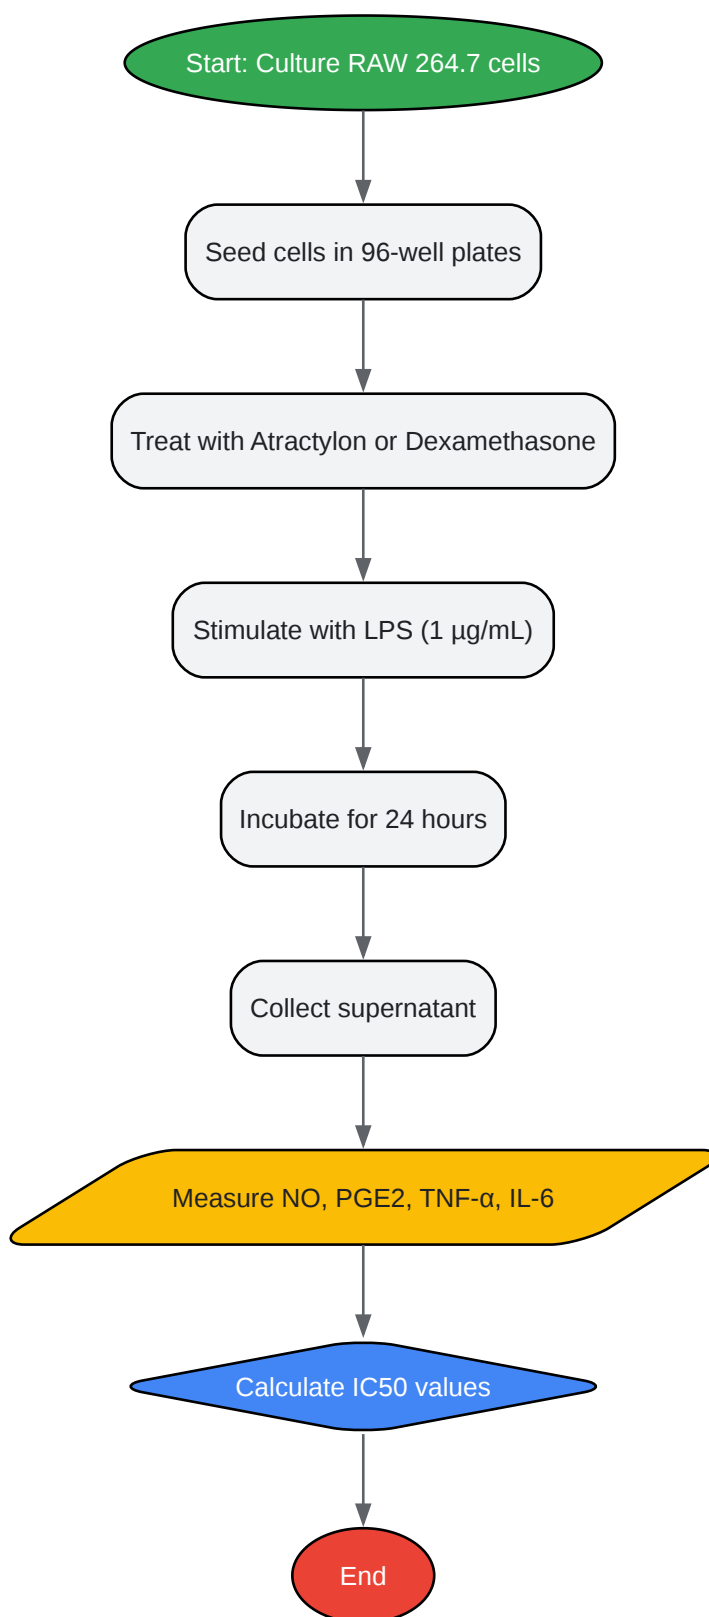 Start: Culture RAW 264.7 cells
Seed cells in 96-well plates
Treat with Atractylon or Dexamethasone
Stimulate with LPS (1 µg/mL)
Incubate for 24 hours
Collect supernatant
Measure NO, PGE2, TNF-α, IL-6
Calculate IC50 values
End